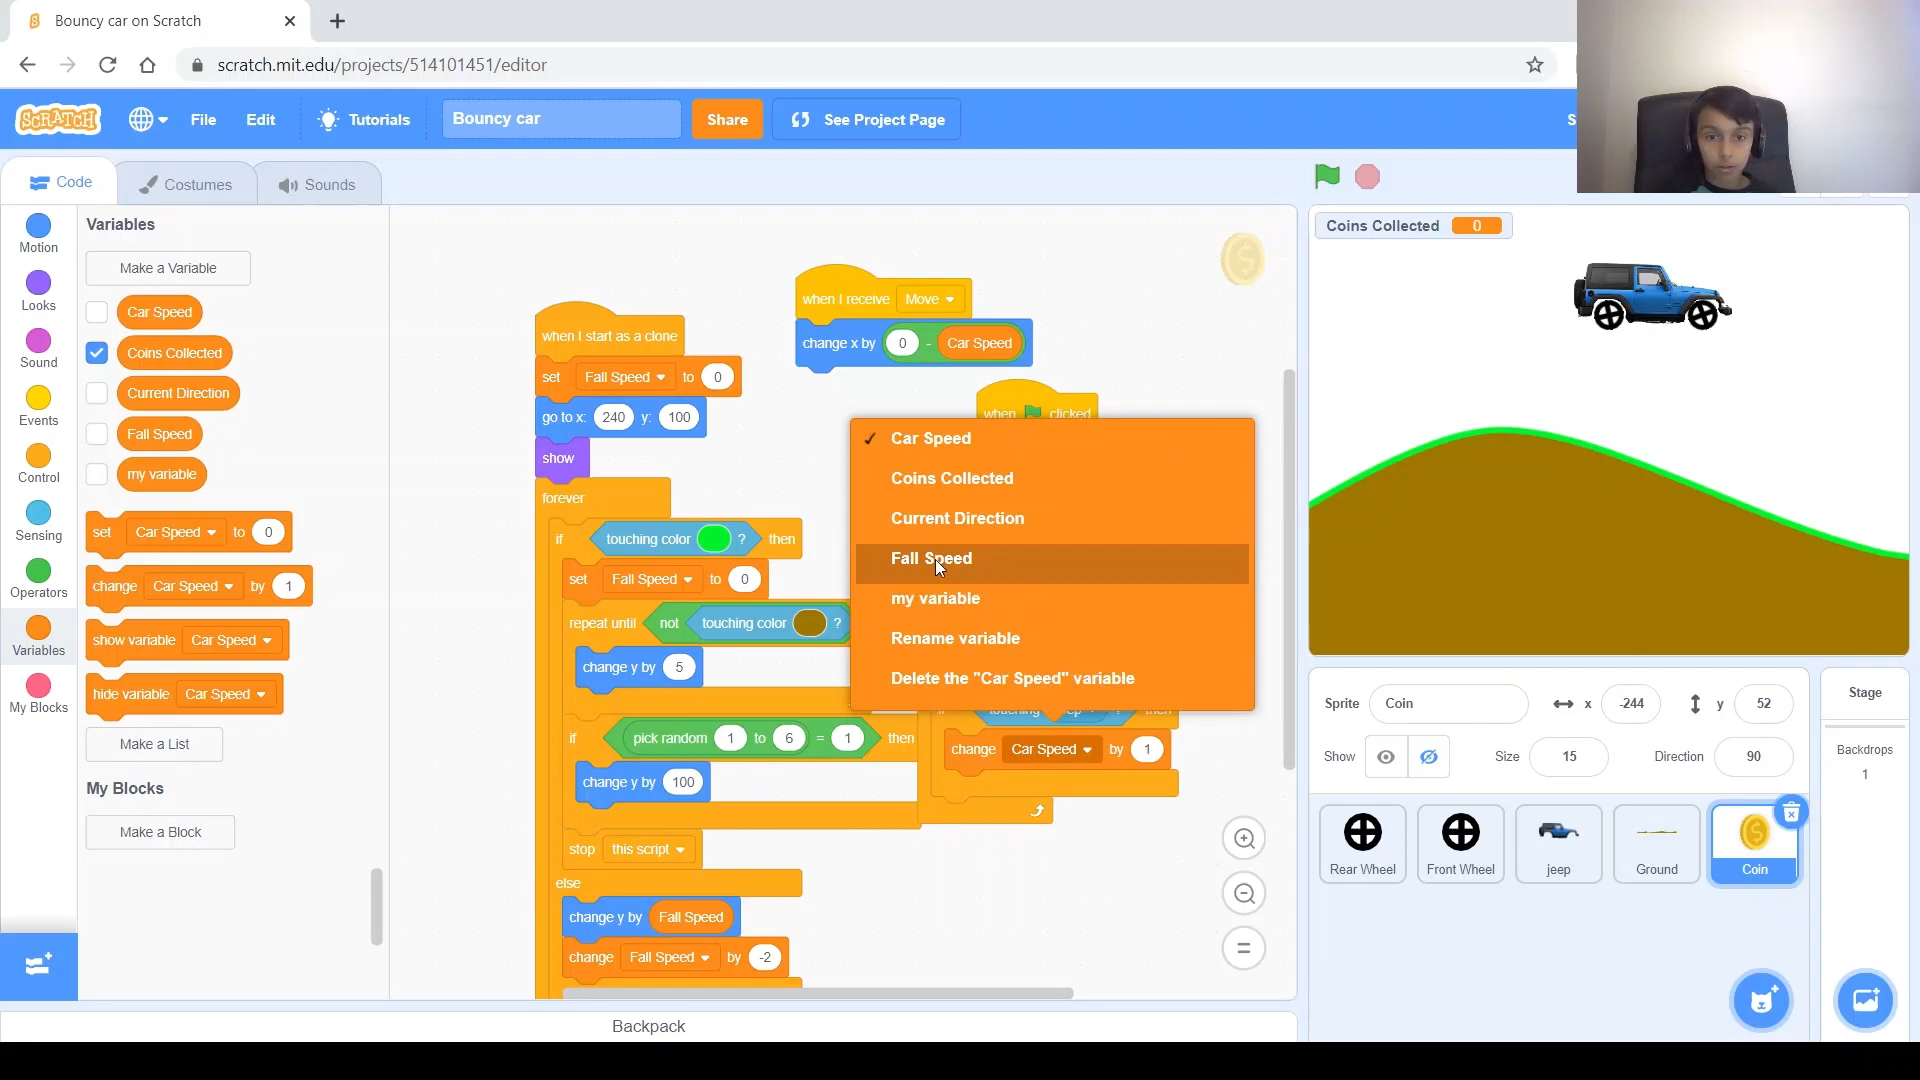 Bouncy car on Scratch
scratch.mit.edu/projects/514101451/editor
SCRATCH
File
Edit
Tutorials
Bouncy car
Share
See Project Page
S
Code
Costumes
Sounds
Motion
Looks
Sound
Events
Control
Sensing
Operators
Variables
My Blocks
Variables
Make a Variable
Car Speed
Coins Collected
Current Direction
Fall Speed
my variable
set Car Speed to 0
change Car Speed by 1
show variable Car Speed
hide variable Car Speed
Make a List
My Blocks
Make a Block
when I start as a clone
set Fall Speed to 0
go to x: 240 y: 100
show
forever
if touching color ? then
set Fall Speed to 0
repeat until not touching color ?
change y by 5
if pick random 1 to 6 = 1 then
change y by 100
stop this script
else
change y by Fall Speed
change Fall Speed by -2
when I receive Move
change x by 0 - Car Speed
when clicked
Car Speed
Coins Collected
Current Direction
Fall Speed
my variable
Rename variable
Delete the "Car Speed" variable
change Car Speed by 1
Backpack
Coins Collected 0
Sprite Coin x -244 y 52
Show Size 15 Direction 90
Rear Wheel
Front Wheel
jeep
Ground
Coin
Stage
Backdrops
1